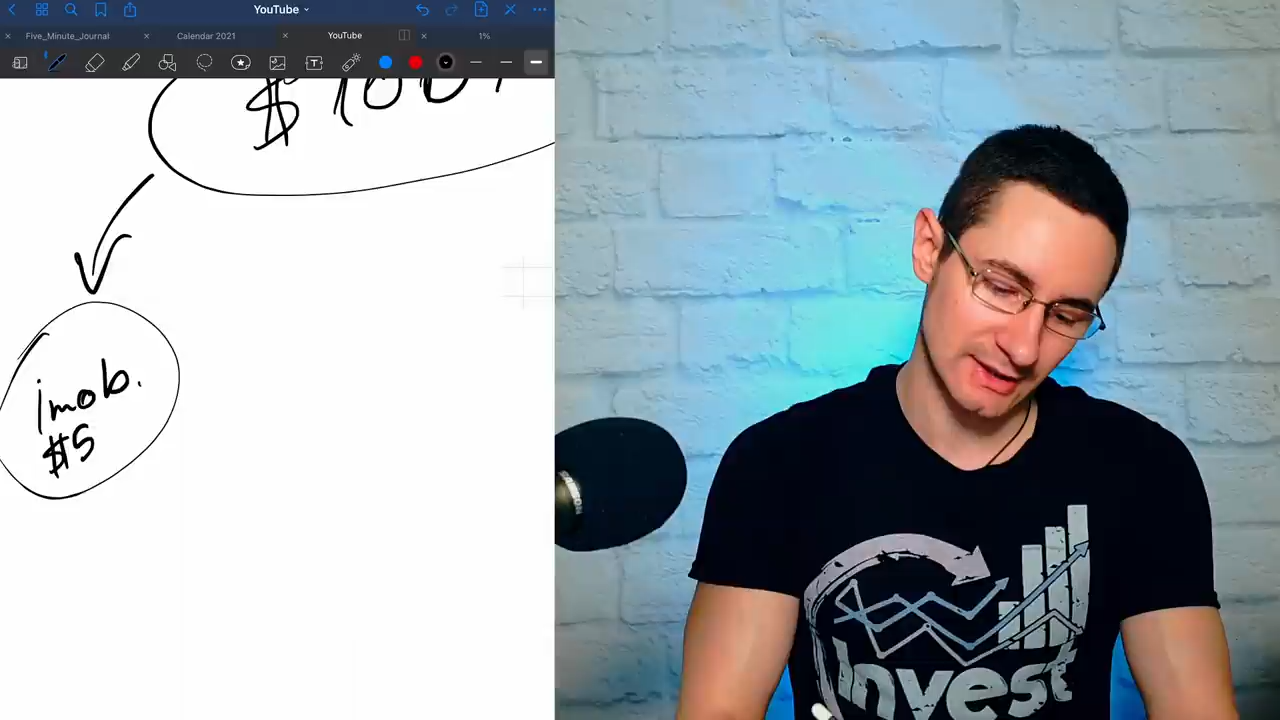 YouTube
Five_Minute_Journal
Calendar 2021
YouTube
1%
imob.
$5
Invest